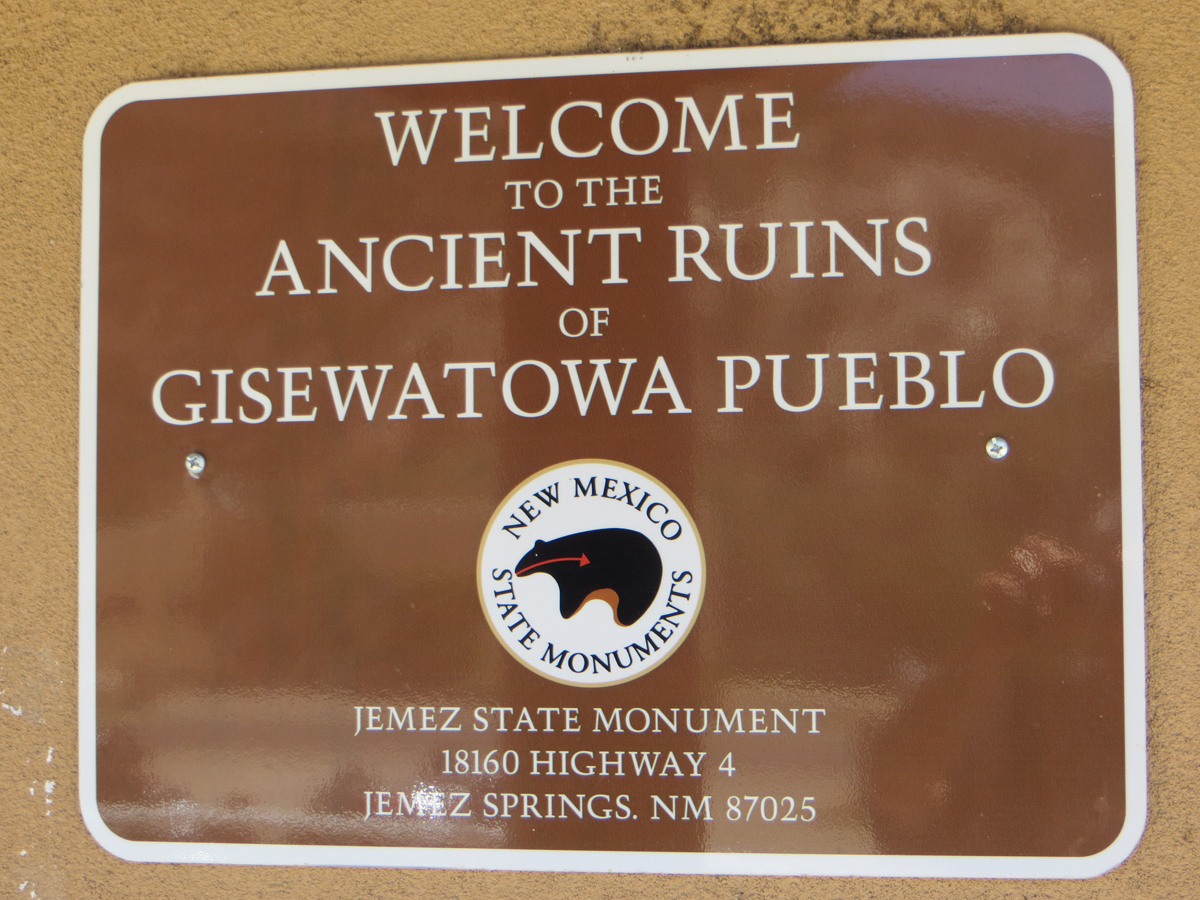 WELCOME
TO THE
ANCIENT RUINS
OF
GISEWATOWA PUEBLO
NEW MEXICO
STATE MONUMENTS
JEMEZ STATE MONUMENT
18160 HIGHWAY 4
JEMEZ SPRINGS. NM 87025